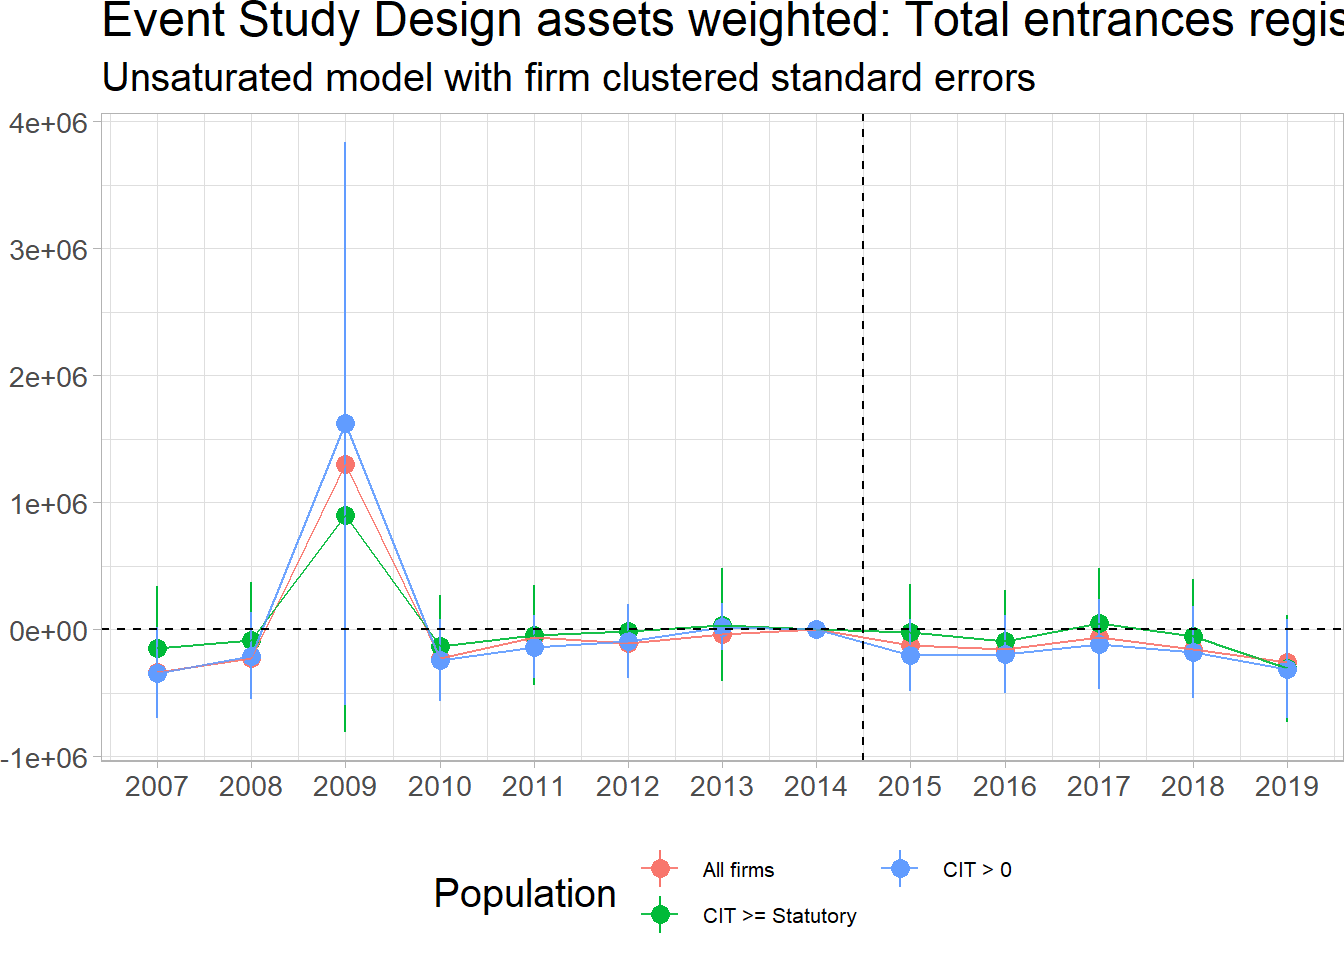 Event Study Design assets weighted: Total entrances regis
Unsaturated model with firm clustered standard errors
4e+06
3e+06
2e+06
1e+06
0e+00
-1e+06
2007 2008 2009 2010 2011 2012 2013 2014 2015 2016 2017 2018 2019
Population
All firms
CIT > 0
CIT >= Statutory